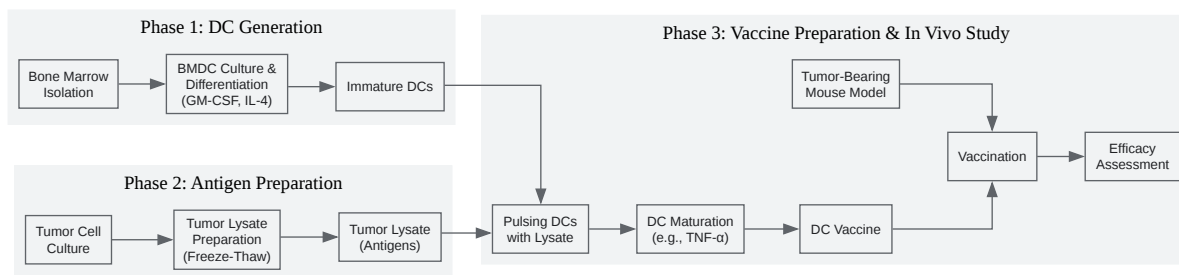 Phase 1: DC Generation
Bone Marrow
Isolation
BMDC Culture &
Differentiation
(GM-CSF, IL-4)
Immature DCs
Phase 2: Antigen Preparation
Tumor Cell
Culture
Tumor Lysate
Preparation
(Freeze-Thaw)
Tumor Lysate
(Antigens)
Phase 3: Vaccine Preparation & In Vivo Study
Tumor-Bearing
Mouse Model
Vaccination
Efficacy
Assessment
Pulsing DCs
with Lysate
DC Maturation
(e.g., TNF-α)
DC Vaccine